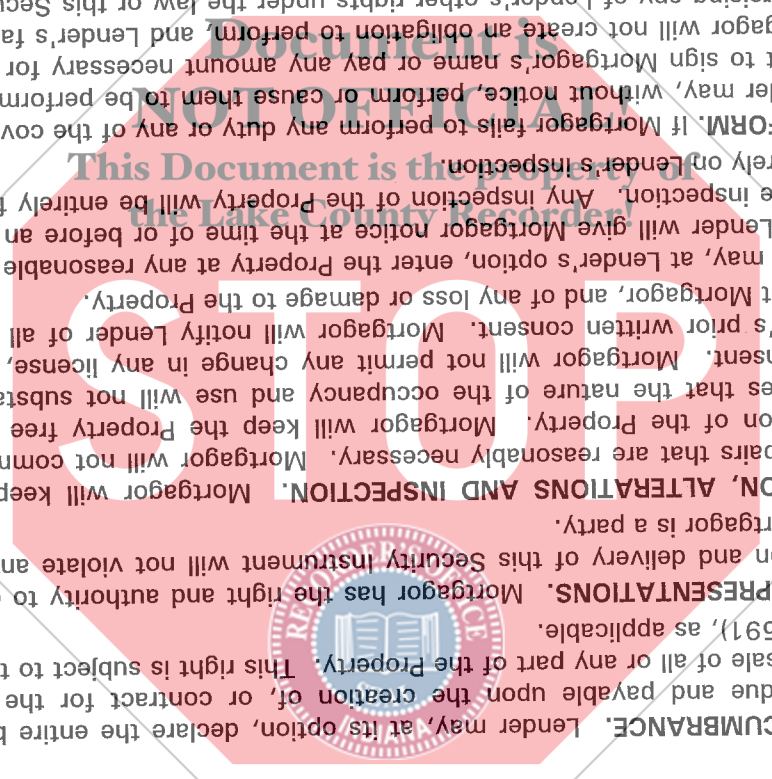 CUMBRANCE. Lender may, at its option, declare the entire b
due and payable upon the creation of, or contract for the
sale of all or any part of the Property. This right is subject to t
591), as applicable.
PRESENTATIONS. Mortgagor has the right and authority to
n and delivery of this Security Instrument will not violate an
rtgagor is a party.
ON, ALTERATIONS AND INSPECTION. Mortgagor will keep
pairs that are reasonably necessary. Mortgagor will not comm
on of the Property. Mortgagor will keep the Property free
es that the nature of the occupancy and use will not substa
nsent. Mortgagor will not permit any change in any license,
's prior written consent. Mortgagor will notify Lender of all
t Mortgagor, and of any loss or damage to the Property.
may, at Lender's option, enter the Property at any reasonable
Lender will give Mortgagor notice at the time of or before an
e inspection. Any inspection of the Property will be entirely f
rely on Lender's inspection.
FORM. If Mortgagor fails to perform any duty or any of the cov
der may, without notice, perform or cause them to be perform
t to sign Mortgagor's name or pay any amount necessary for
gagor will not create an obligation to perform, and Lender's fa
rcising any of Lender's other rights under the law or this Secu
Document is
NOT OFFICIAL!
This Document is the property of
the Lake County Recorder!
STOP
RECORDER'S OFFICE
INDIANA